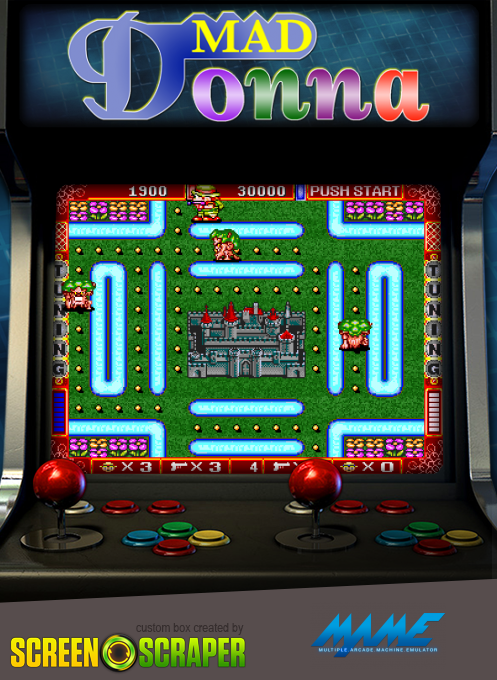 MAD
Donna
1900 30000 PUSH START
TUNING
TUNING
X 3 X 3 4 X 0
custom box created by
SCREEN SCRAPER
MAME
MULTIPLE ARCADE MACHINE EMULATOR